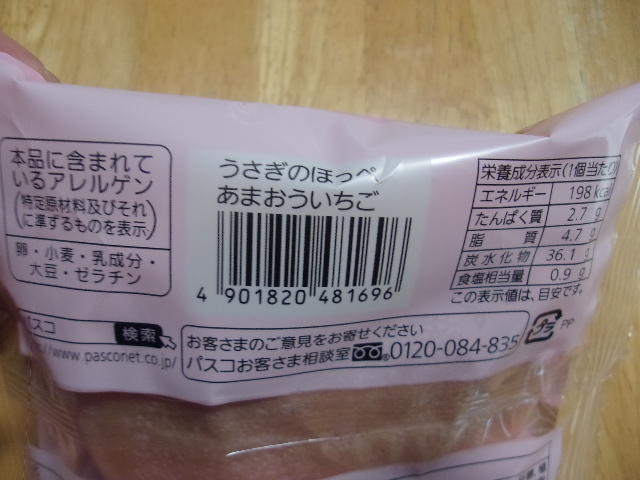 本品に含まれて
いるアレルゲン
(特定原材料及びそれ
に準ずるものを表示)
卵・小麦・乳成分・
大豆・ゼラチン
うさぎのほっぺ
あまおういちご
4 901820 481696
栄養成分表示(1個当たり)
エネルギー 198 kcal
たんぱく質 2.7 g
脂質 4.7 g
炭水化物 36.1 g
食塩相当量 0.9 g
この表示値は、目安です。
パスコ 検索
www.pasconet.co.jp/
お客さまのご意見をお寄せください
パスコお客さま相談室 0120-084-835
プラ PP